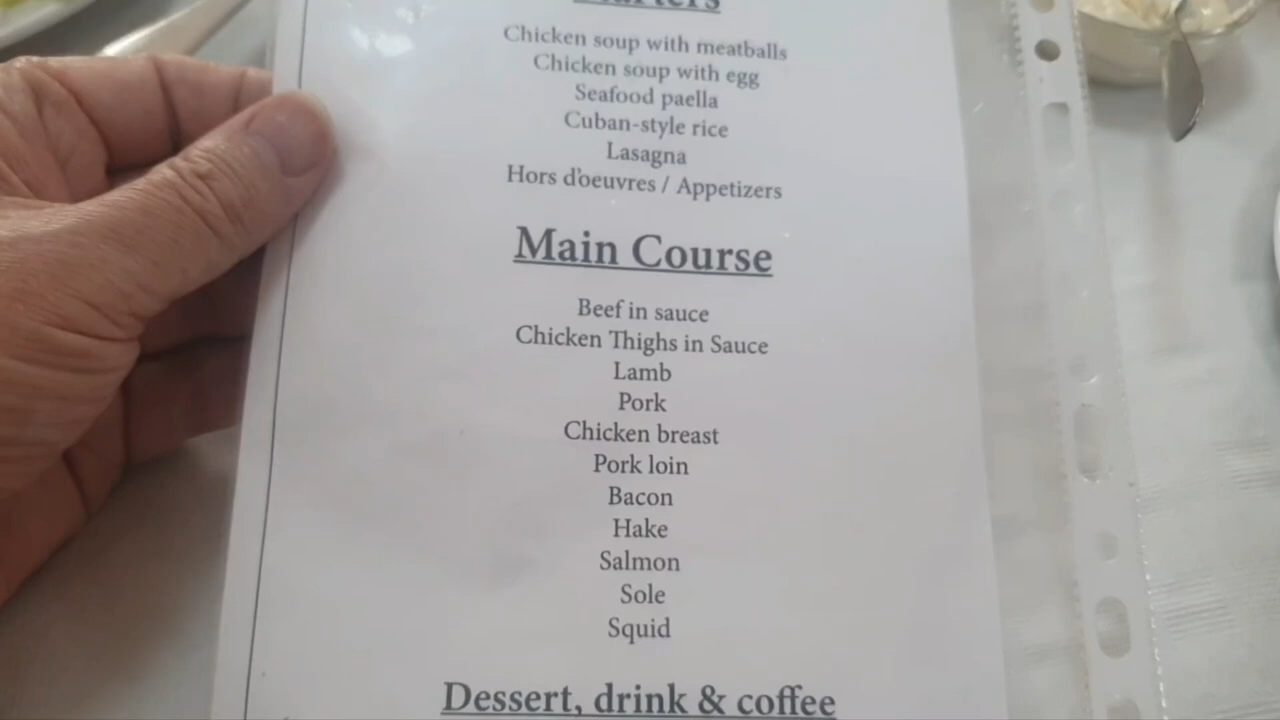 Starters
Chicken soup with meatballs
Chicken soup with egg
Seafood paella
Cuban-style rice
Lasagna
Hors d'oeuvres / Appetizers
Main Course
Beef in sauce
Chicken Thighs in Sauce
Lamb
Pork
Chicken breast
Pork loin
Bacon
Hake
Salmon
Sole
Squid
Dessert, drink & coffee